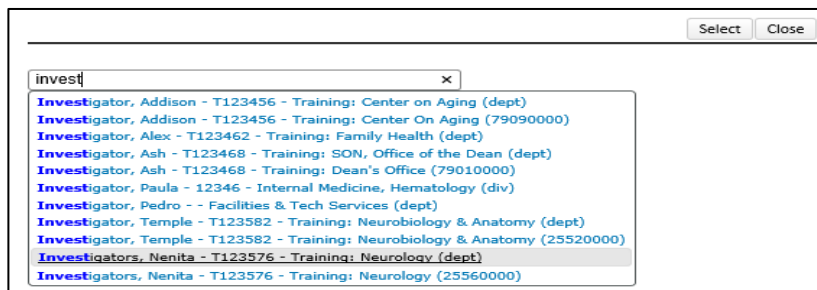 Select Close
invest ×
Investigator, Addison - T123456 - Training: Center on Aging (dept)
Investigator, Addison - T123456 - Training: Center On Aging (79090000)
Investigator, Alex - T123462 - Training: Family Health (dept)
Investigator, Ash - T123468 - Training: SON, Office of the Dean (dept)
Investigator, Ash - T123468 - Training: Dean's Office (79010000)
Investigator, Paula - 12346 - Internal Medicine, Hematology (div)
Investigator, Pedro - - Facilities & Tech Services (dept)
Investigator, Temple - T123582 - Training: Neurobiology & Anatomy (dept)
Investigator, Temple - T123582 - Training: Neurobiology & Anatomy (25520000)
Investigators, Nenita - T123576 - Training: Neurology (dept)
Investigators, Nenita - T123576 - Training: Neurology (25560000)